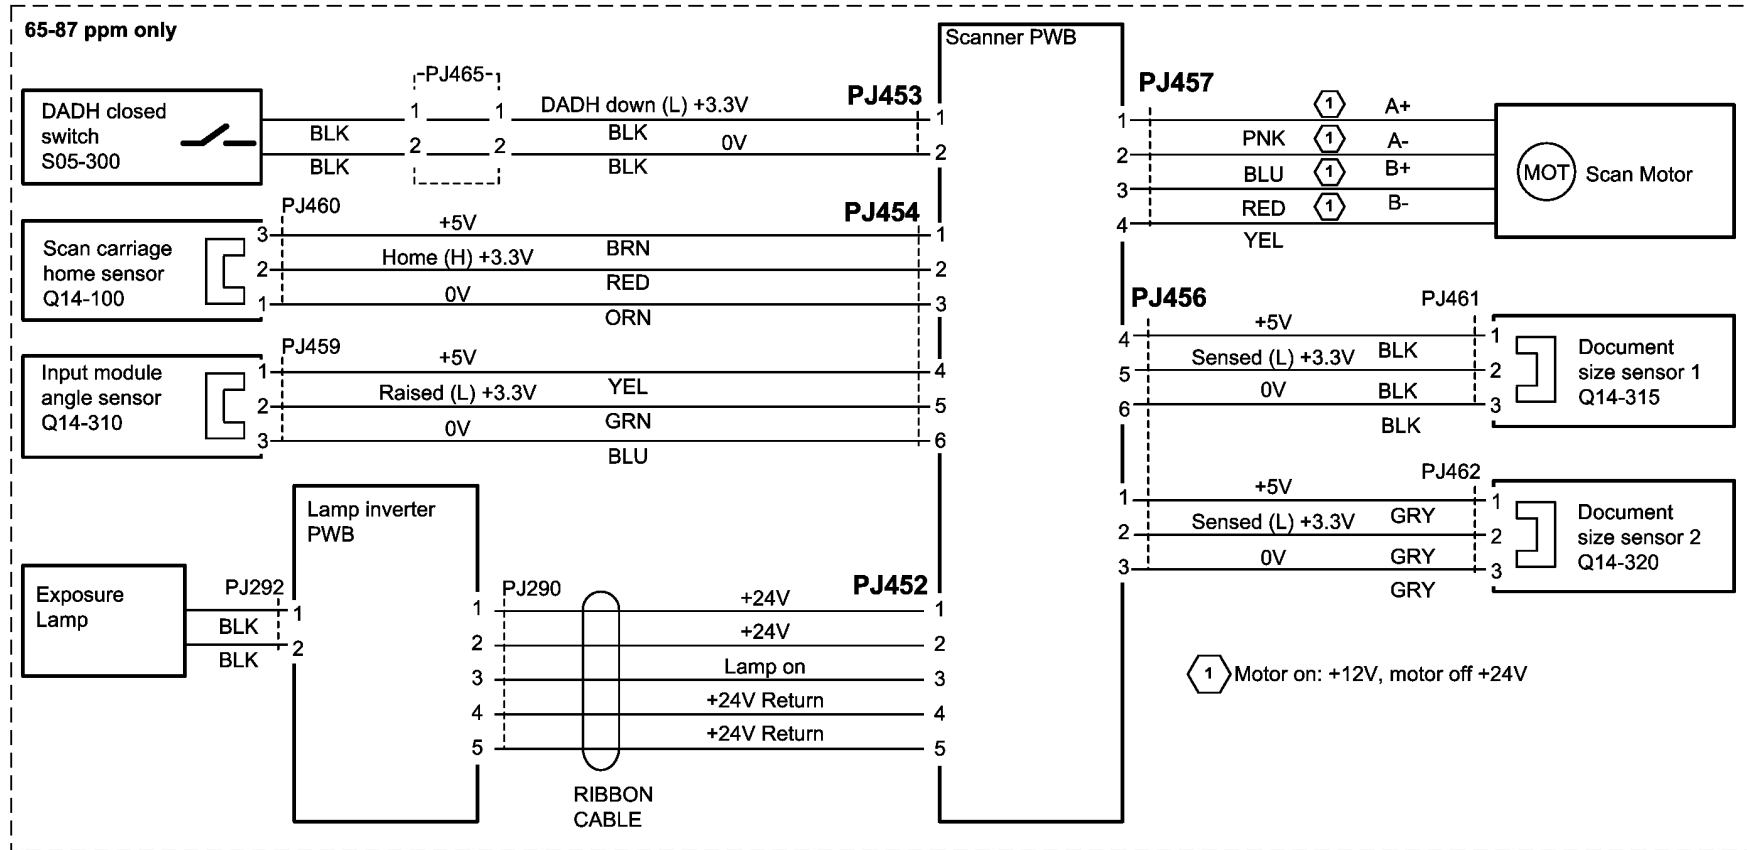 65-87 ppm only
DADH closed
switch
S05-300
BLK
BLK
PJ465
1
1
2
2
DADH down (L) +3.3V
BLK
0V
BLK
PJ453
1
2
Scanner PWB
Scan carriage
home sensor
Q14-100
PJ460
3
2
1
+5V
BRN
Home (H) +3.3V
RED
0V
ORN
PJ454
1
2
3
Input module
angle sensor
Q14-310
PJ459
1
2
3
+5V
YEL
Raised (L) +3.3V
GRN
0V
BLU
4
5
6
Exposure
Lamp
PJ292
BLK
BLK
1
2
Lamp inverter
PWB
PJ290
1
2
3
4
5
+24V
+24V
Lamp on
+24V Return
+24V Return
RIBBON
CABLE
PJ452
1
2
3
4
5
PJ457
1
2
3
4
1
A+
PNK
1
A-
BLU
1
B+
RED
1
B-
YEL
MOT
Scan Motor
PJ456
4
5
6
+5V
BLK
Sensed (L) +3.3V
BLK
0V
BLK
PJ461
1
2
3
Document
size sensor 1
Q14-315
1
2
3
+5V
GRY
Sensed (L) +3.3V
GRY
0V
GRY
PJ462
1
2
3
Document
size sensor 2
Q14-320
1 Motor on: +12V, motor off +24V